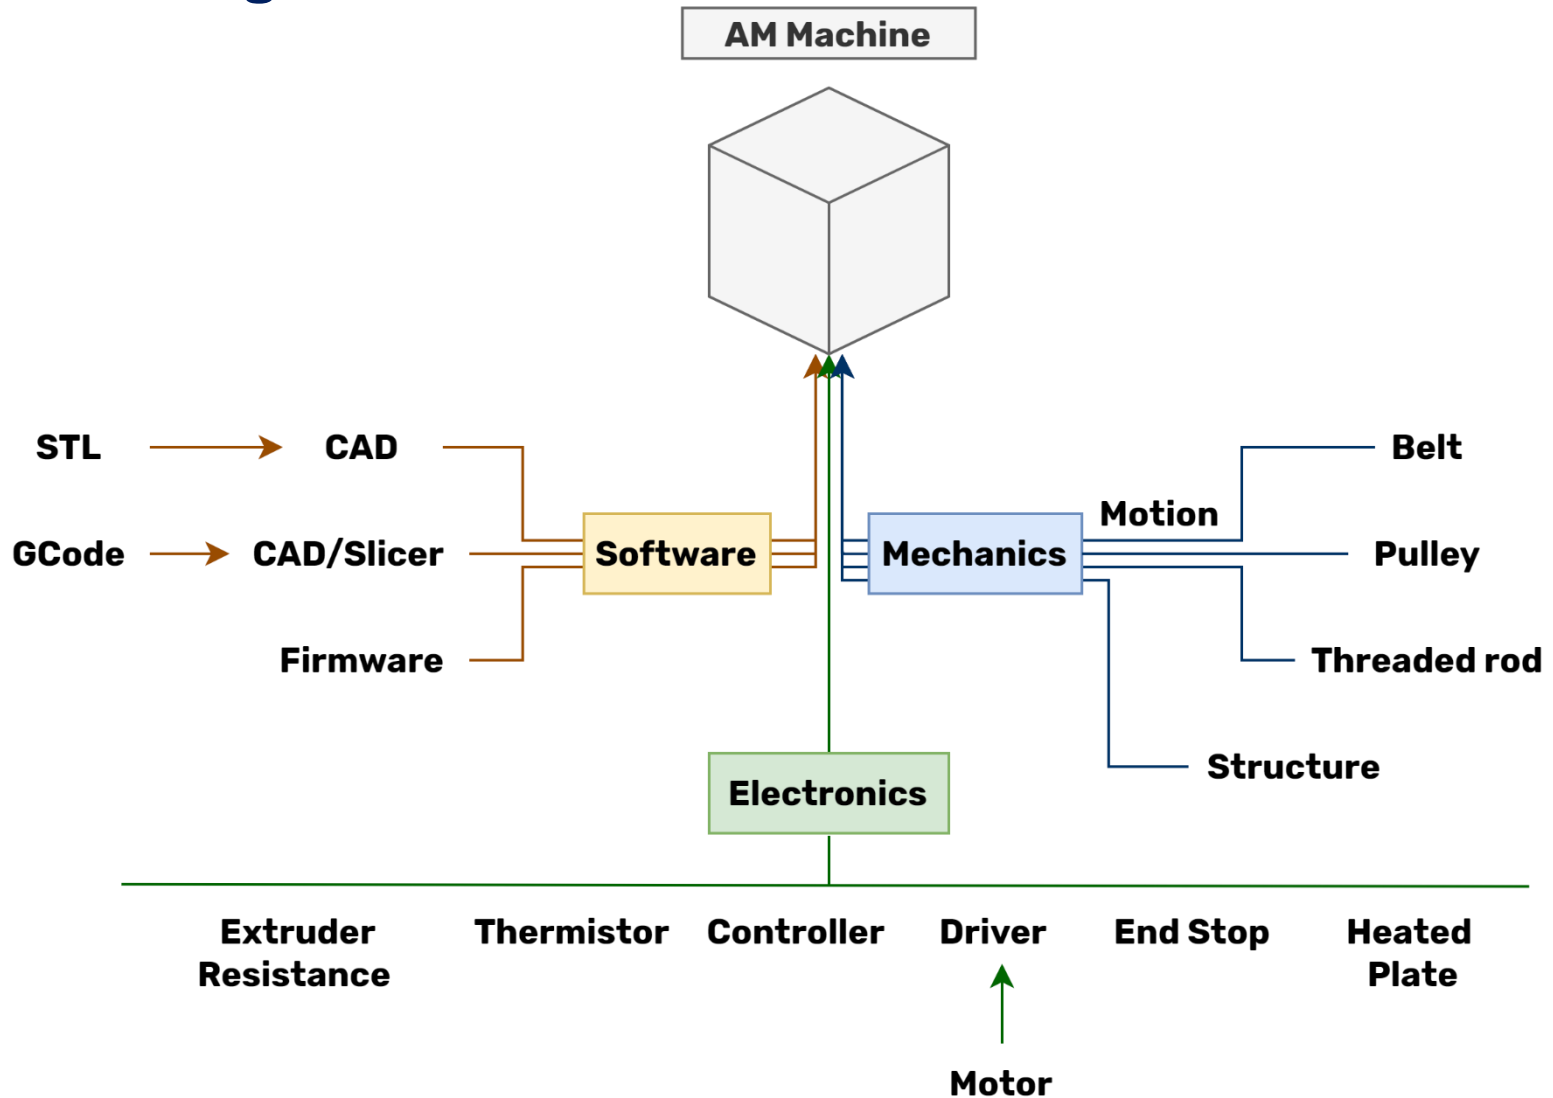 AM Machine
STL
CAD
Belt
Motion
GCode
CAD/Slicer
Software
Mechanics
Pulley
Firmware
Threaded rod
Structure
Electronics
Extruder
Resistance
Thermistor
Controller
Driver
End Stop
Heated
Plate
Motor